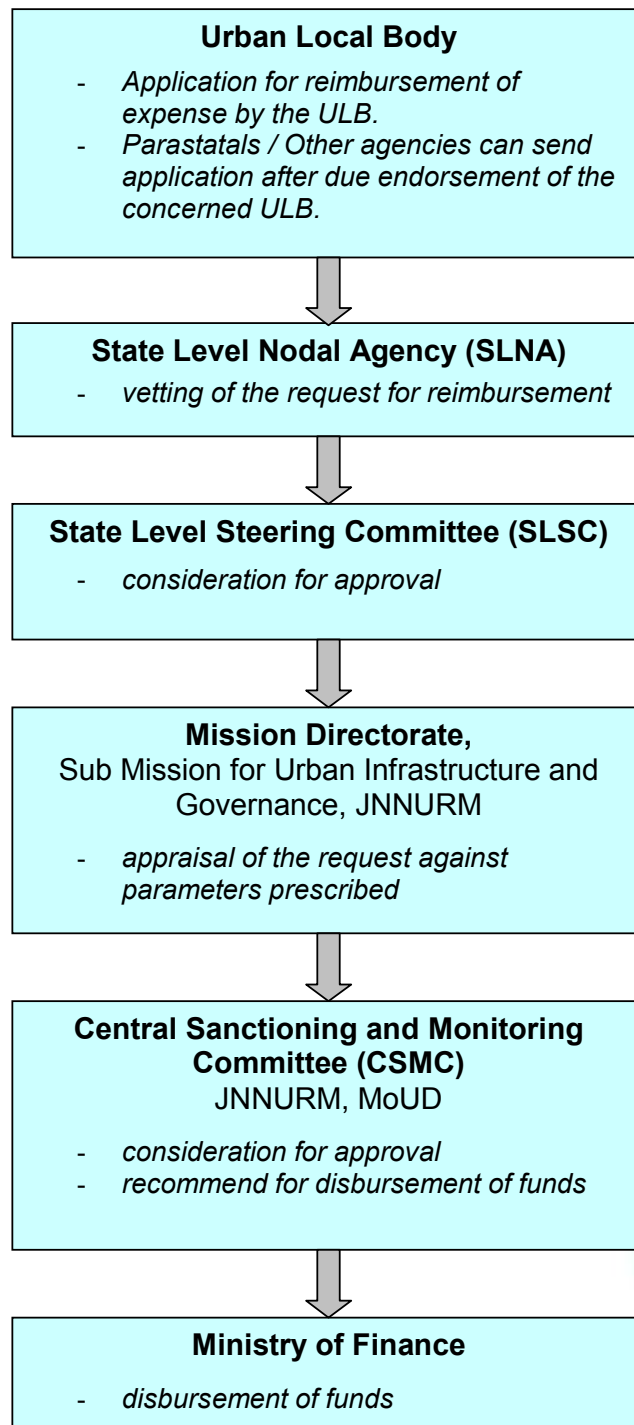 Urban Local Body
- Application for reimbursement of
expense by the ULB.
- Parastatals / Other agencies can send
application after due endorsement of the
concerned ULB.
State Level Nodal Agency (SLNA)
- vetting of the request for reimbursement
State Level Steering Committee (SLSC)
- consideration for approval
Mission Directorate,
Sub Mission for Urban Infrastructure and
Governance, JNNURM
- appraisal of the request against
parameters prescribed
Central Sanctioning and Monitoring
Committee (CSMC)
JNNURM, MoUD
- consideration for approval
- recommend for disbursement of funds
Ministry of Finance
- disbursement of funds